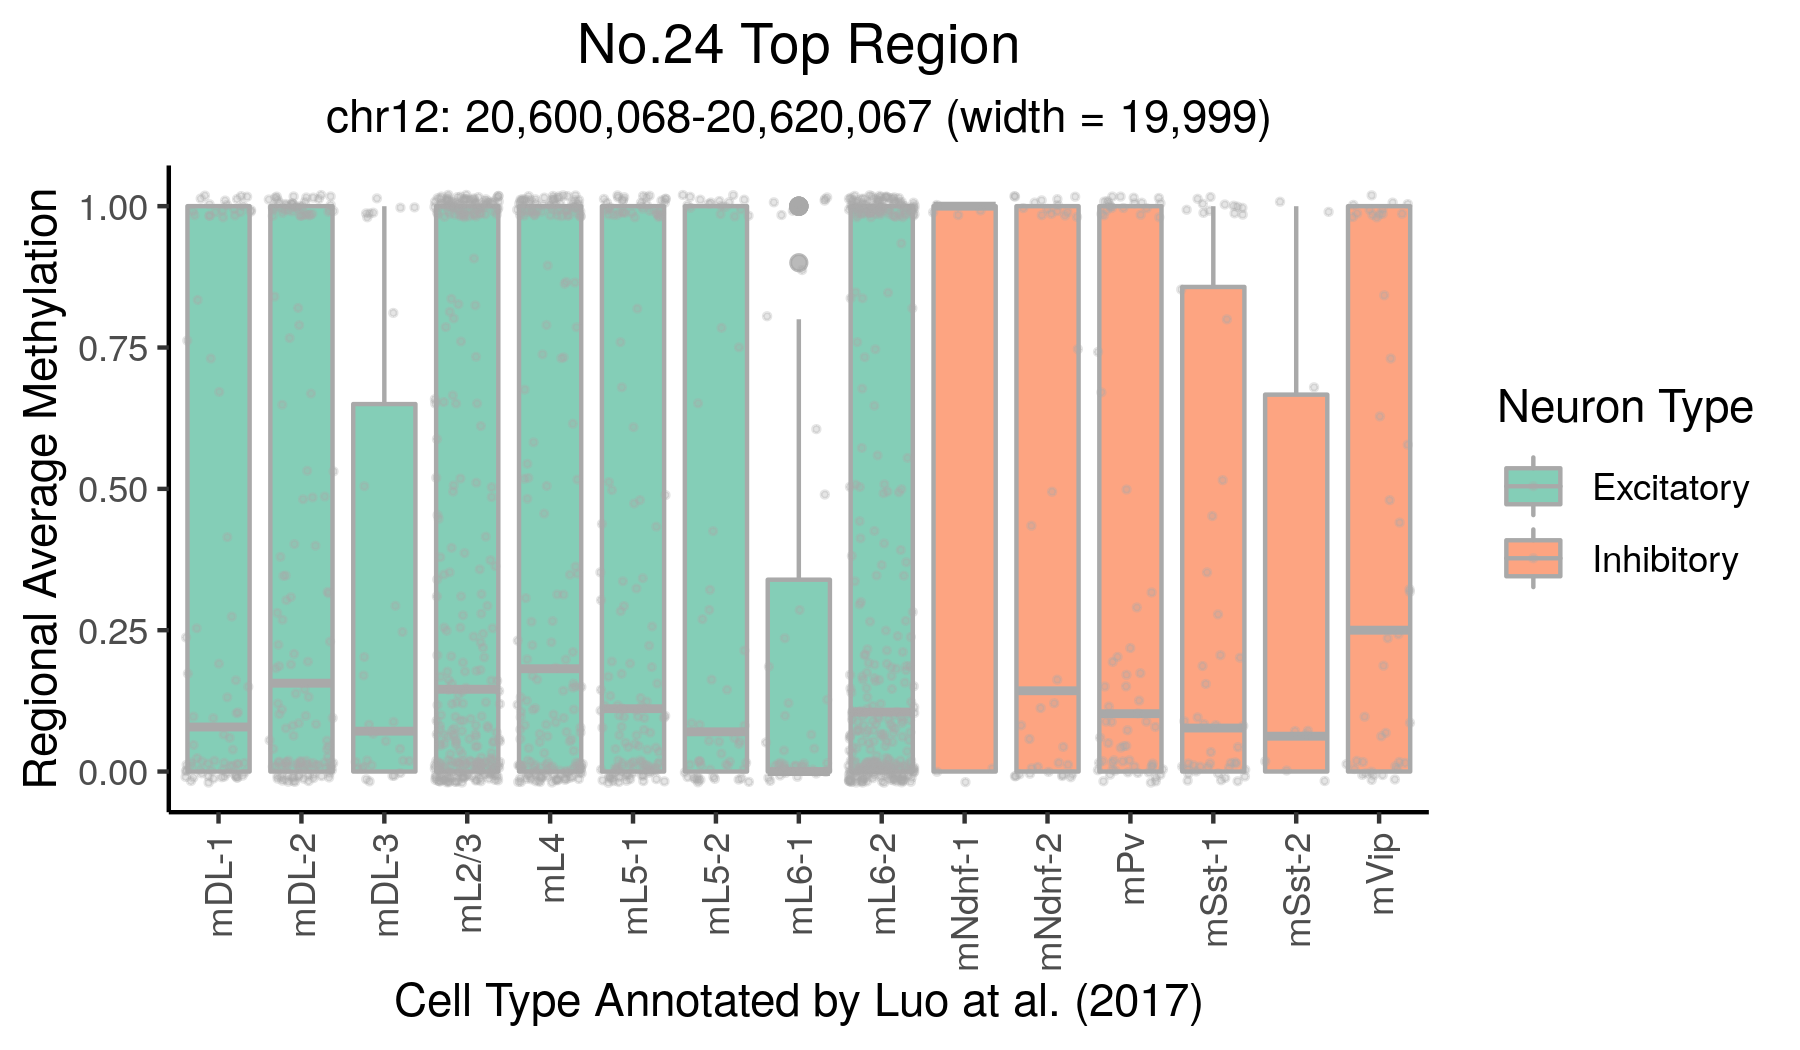 No.24 Top Region
chr12: 20,600,068-20,620,067 (width = 19,999)
Regional Average Methylation
1.00
0.75
0.50
0.25
0.00
mDL-1
mDL-2
mDL-3
mL2/3
mL4
mL5-1
mL5-2
mL6-1
mL6-2
mNdnf-1
mNdnf-2
mPv
mSst-1
mSst-2
mVip
Cell Type Annotated by Luo at al. (2017)
Neuron Type
Excitatory
Inhibitory